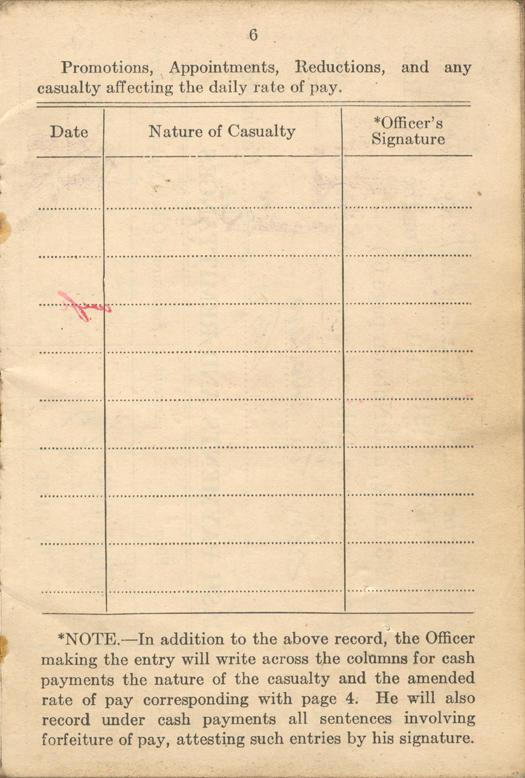 6
Promotions, Appointments, Reductions, and any
casualty affecting the daily rate of pay.
Date
Nature of Casualty
*Officer's
Signature
*NOTE.—In addition to the above record, the Officer
making the entry will write across the columns for cash
payments the nature of the casualty and the amended
rate of pay corresponding with page 4. He will also
record under cash payments all sentences involving
forfeiture of pay, attesting such entries by his signature.